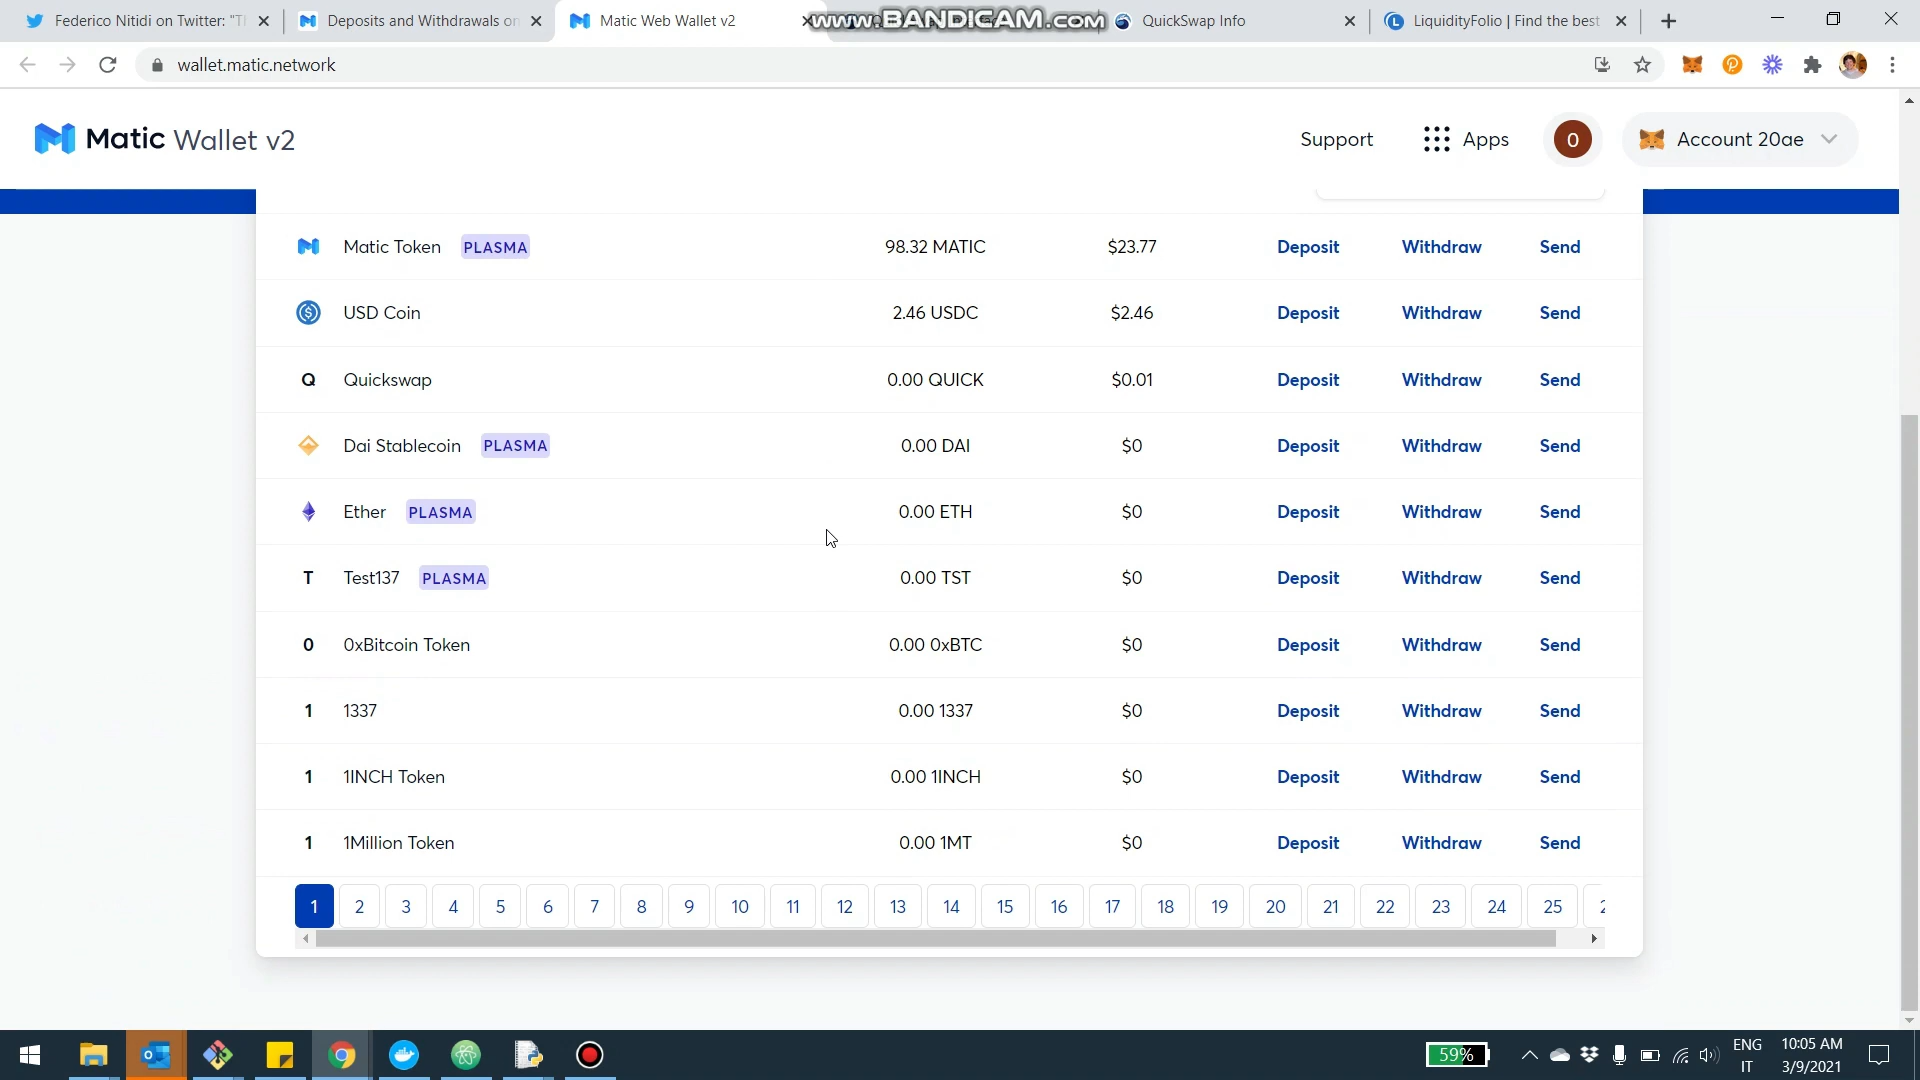 Federico Nitidi on Twitter: "T
Deposits and Withdrawals on
Matic Web Wallet v2
www.BANDICAM.com
QuickSwap Info
LiquidityFolio | Find the best
wallet.matic.network
Matic Wallet v2
Support
Apps
0
Account 20ae
Matic Token PLASMA 98.32 MATIC $23.77 Deposit Withdraw Send
USD Coin 2.46 USDC $2.46 Deposit Withdraw Send
Q Quickswap 0.00 QUICK $0.01 Deposit Withdraw Send
Dai Stablecoin PLASMA 0.00 DAI $0 Deposit Withdraw Send
Ether PLASMA 0.00 ETH $0 Deposit Withdraw Send
T Test137 PLASMA 0.00 TST $0 Deposit Withdraw Send
0 0xBitcoin Token 0.00 0xBTC $0 Deposit Withdraw Send
1 1337 0.00 1337 $0 Deposit Withdraw Send
1 1INCH Token 0.00 1INCH $0 Deposit Withdraw Send
1 1Million Token 0.00 1MT $0 Deposit Withdraw Send
1 2 3 4 5 6 7 8 9 10 11 12 13 14 15 16 17 18 19 20 21 22 23 24 25
59%
ENG
IT
10:05 AM
3/9/2021